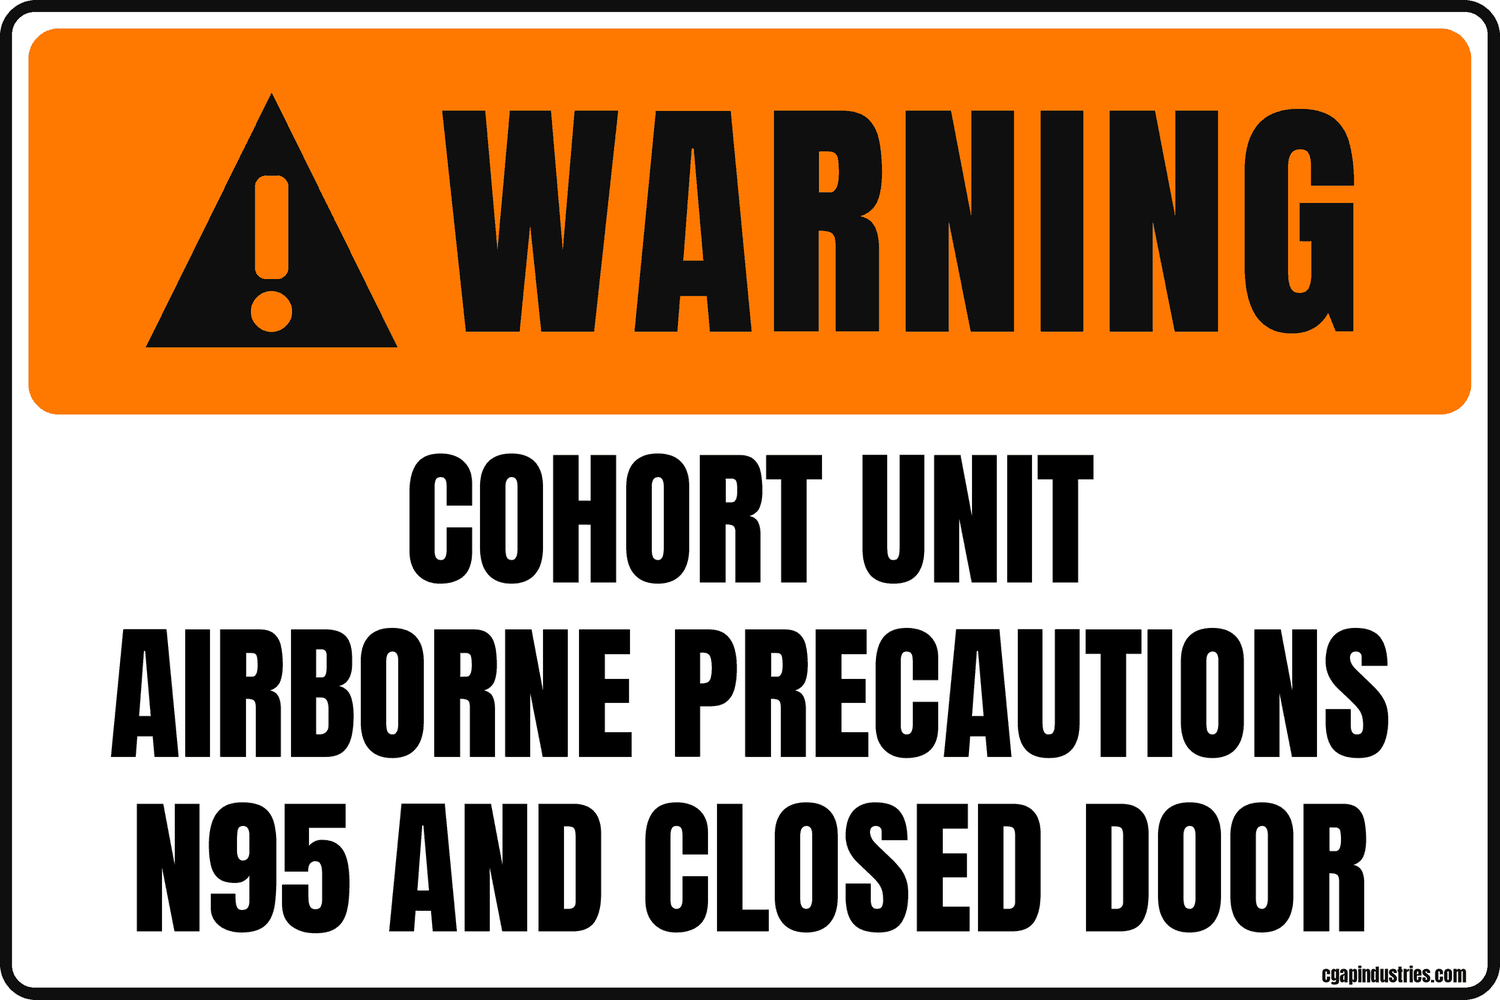 WARNING
COHORT UNIT
AIRBORNE PRECAUTIONS
N95 AND CLOSED DOOR
cgapindustries.com